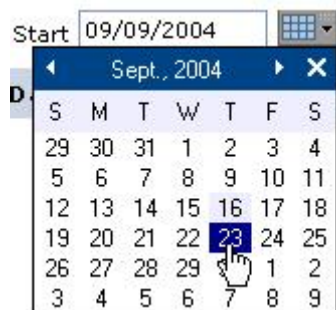 Start 09/09/2004
Sept., 2004
D
S M T W T F S
29 30 31 1 2 3 4
5 6 7 8 9 10 11
12 13 14 15 16 17 18
19 20 21 22 23 24 25
26 27 28 29 1 2
3 4 5 6 7 8 9